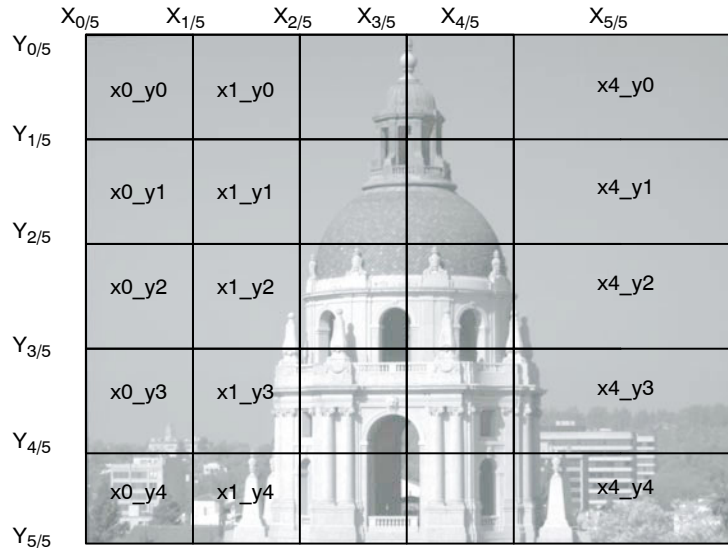 X0/5 X1/5 X2/5 X3/5 X4/5 X5/5
Y0/5
x0_y0 x1_y0 x4_y0
Y1/5
x0_y1 x1_y1 x4_y1
Y2/5
x0_y2 x1_y2 x4_y2
Y3/5
x0_y3 x1_y3 x4_y3
Y4/5
x0_y4 x1_y4 x4_y4
Y5/5